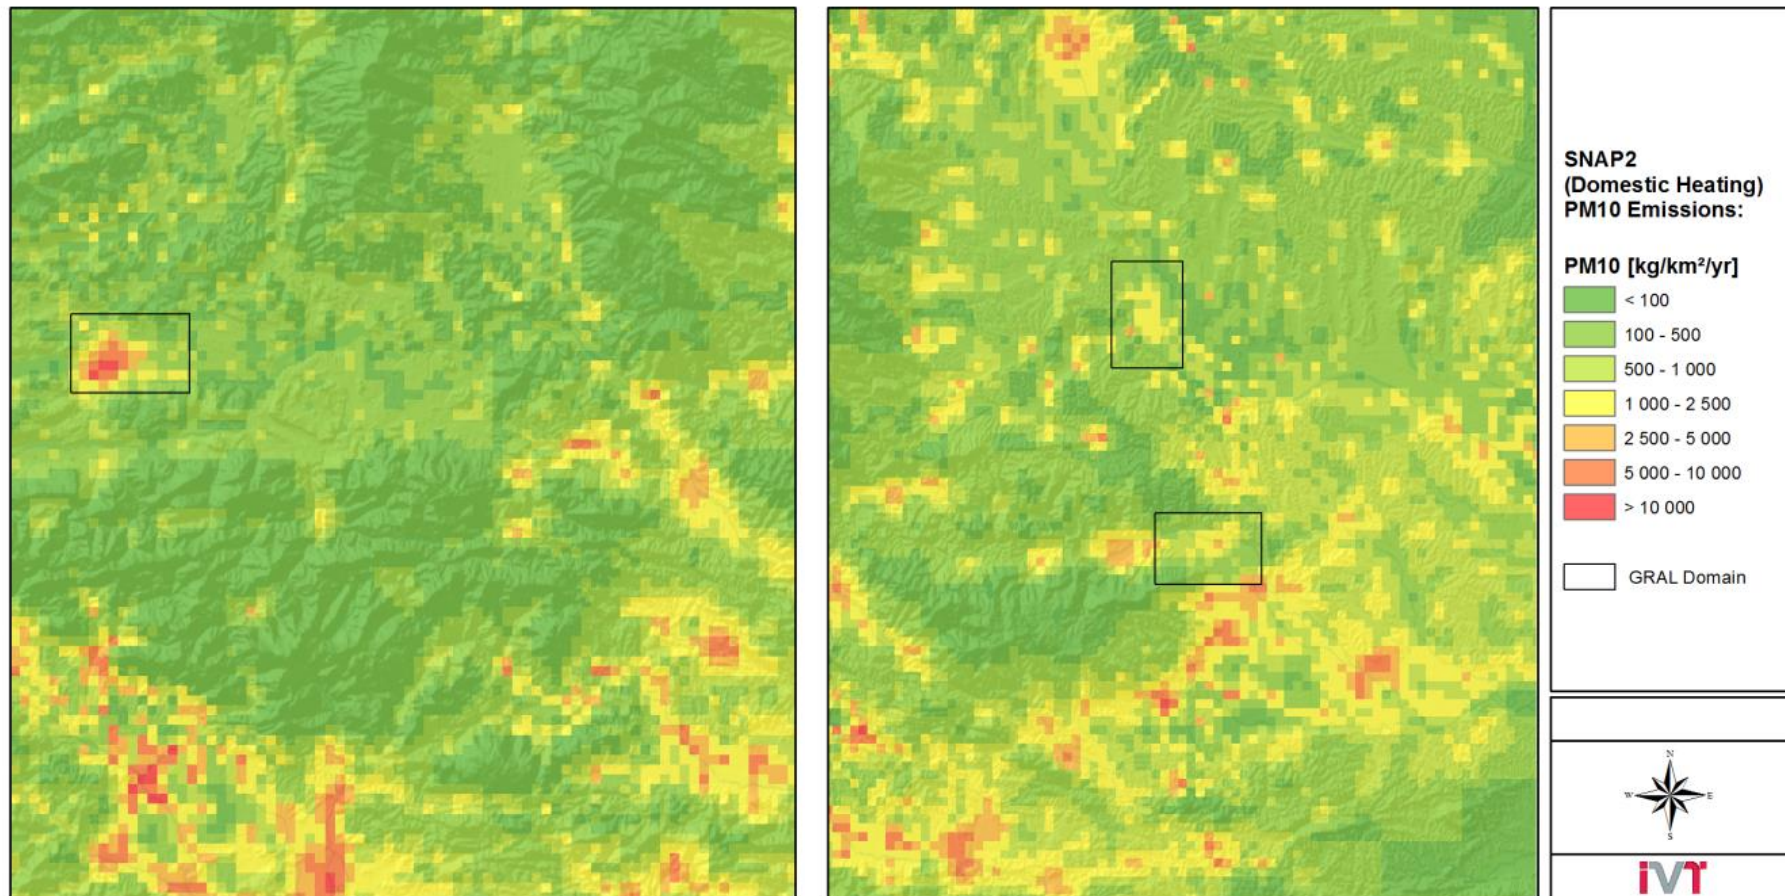 SNAP2
(Domestic Heating)
PM10 Emissions:
PM10 [kg/km²/yr]
< 100
100 - 500
500 - 1 000
1 000 - 2 500
2 500 - 5 000
5 000 - 10 000
> 10 000
GRAL Domain
N
W E
S
iVT